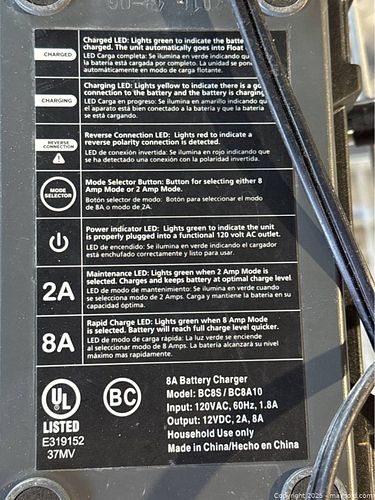 CHARGED
Charged LED: Lights green to indicate the batte
charged. The unit automatically goes into Float
LED Carga completa: Se ilumina en verde indicando qu
la batería está cargada por completo. La unidad se pon
automáticamente en modo de carga flotante.
CHARGING
Charging LED: Lights yellow to indicate there is a go
connection to the battery and the battery is charging
LED Carga en progreso: Se ilumina en amarillo indicando qu
el aparato está bien conectado a la batería y que la batería
se está cargando.
REVERSE
CONNECTION
Reverse Connection LED: Lights red to indicate a
reverse polarity connection is detected.
LED de conexión invertida: Se ilumina en rojo indicando que
se ha detectado una conexión con la polaridad invertida.
MODE
SELECTOR
Mode Selector Button: Button for selecting either 8
Amp Mode or 2 Amp Mode.
Botón selector de modo: Botón para seleccionar el modo
de 8A o modo de 2A.
Power indicator LED: Lights green to indicate the unit
is properly plugged into a functional 120 volt AC outlet.
LED de encendido: Se ilumina en verde indicando el cargador
está enchufado correctamente y listo para usar.
2A
Maintenance LED: Lights green when 2 Amp Mode is
selected. Charges and keeps battery at optimal charge level.
LED de modo de mantenimiento: Se ilumina en verde cuando
se selecciona modo de 2 Amps. Carga y mantiene la batería en su
capacidad óptima.
8A
Rapid Charge LED: Lights green when 8 Amp Mode is
selected. Battery will reach full charge level quicker.
LED de modo de carga rápida: La luz verde se enciende
al seleccionar modo de 8 Amps. La batería alcanzará su nivel
máximo mas rapidamente.
UL
LISTED
E319152
37MV
BC
8A Battery Charger
Model: BC8S / BC8A10
Input: 120VAC, 60Hz, 1.8A
Output: 12VDC, 2A, 8A
Household Use only
Made in China/Hecho en China